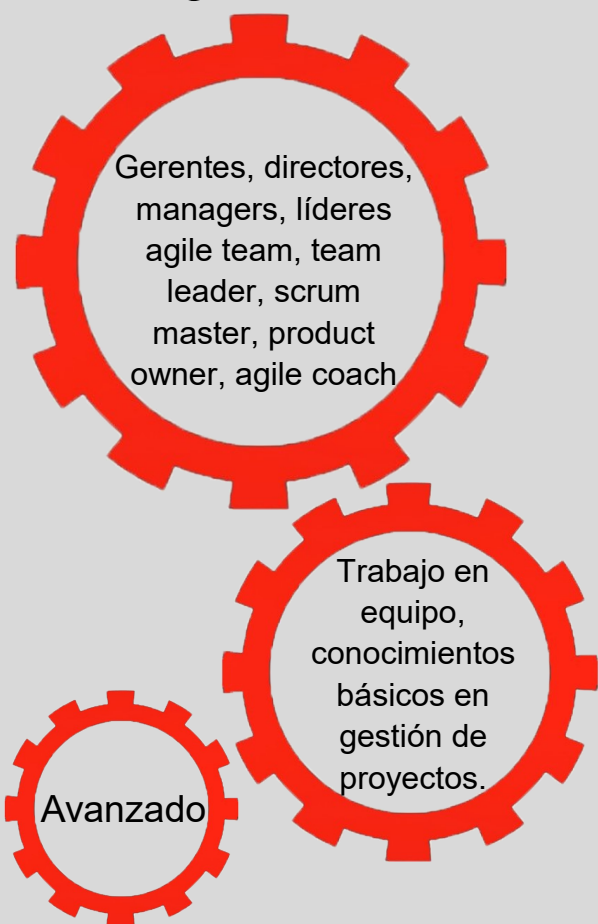 Gerentes, directores,
managers, líderes
agile team, team
leader, scrum
master, product
owner, agile coach
Trabajo en
equipo,
conocimientos
básicos en
gestión de
proyectos.
Avanzado